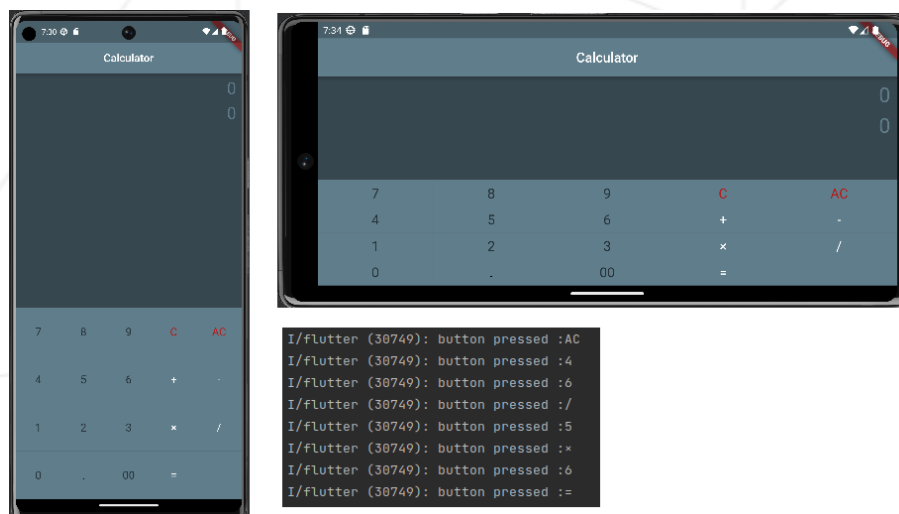 7:30
Calculator
0
0
7 8 9 C AC
4 5 6 + -
1 2 3 × /
0 . 00 =
7:34
Calculator
0
0
7 8 9 C AC
4 5 6 + -
1 2 3 × /
0 . 00 =
I/flutter (30749): button pressed :AC
I/flutter (30749): button pressed :4
I/flutter (30749): button pressed :6
I/flutter (30749): button pressed :/
I/flutter (30749): button pressed :5
I/flutter (30749): button pressed :×
I/flutter (30749): button pressed :6
I/flutter (30749): button pressed :=